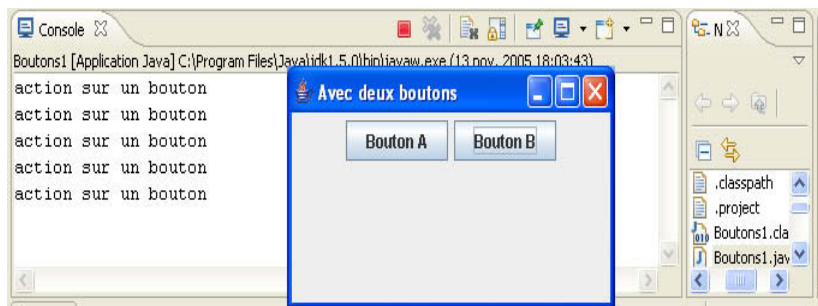 Console
N
Boutons1 [Application Java] C:\Program Files\Java\jdk1.5.0\bin\javaw.exe (13 nov. 2005 18:03:43)
action sur un bouton
action sur un bouton
action sur un bouton
action sur un bouton
action sur un bouton
Avec deux boutons
Bouton A
Bouton B
.classpath
.project
Boutons1.cla
Boutons1.jav